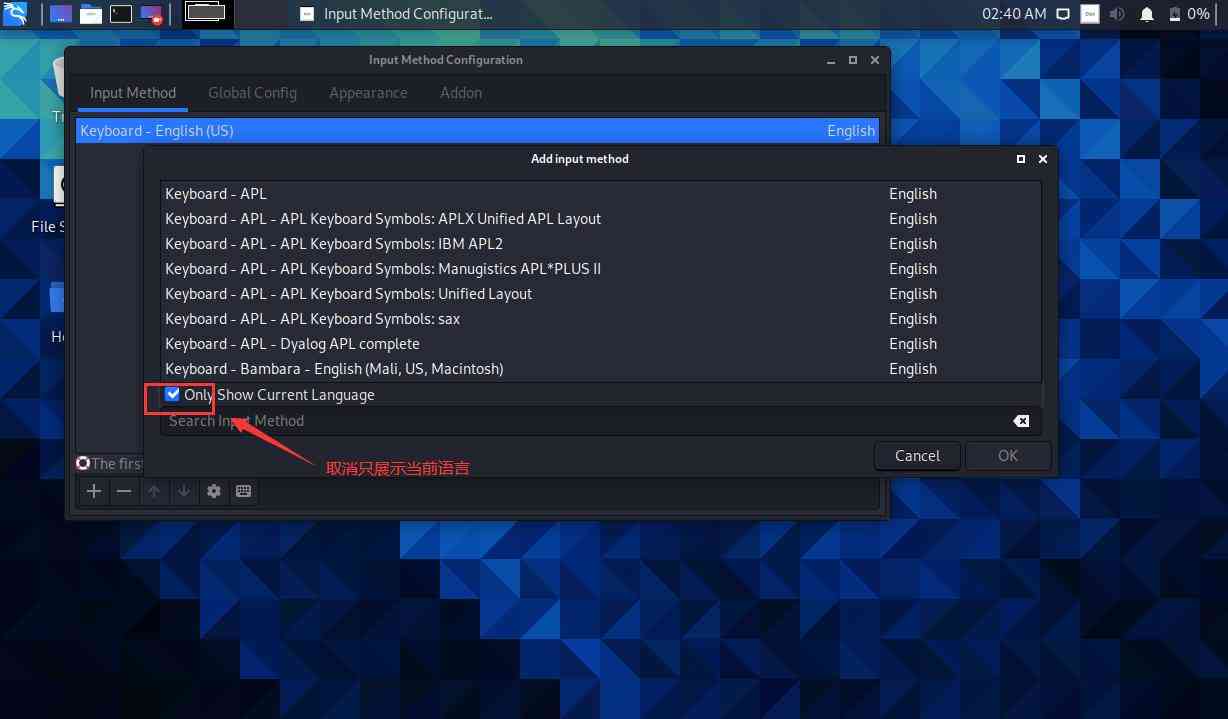 Input Method Configurat...
02:40 AM
0%
Input Method Configuration
Input Method
Global Config
Appearance
Addon
Keyboard - English (US)
English
Add input method
Keyboard - APL
English
Keyboard - APL - APL Keyboard Symbols: APLX Unified APL Layout
English
Keyboard - APL - APL Keyboard Symbols: IBM APL2
English
Keyboard - APL - APL Keyboard Symbols: Manugistics APL*PLUS II
English
Keyboard - APL - APL Keyboard Symbols: Unified Layout
English
Keyboard - APL - APL Keyboard Symbols: sax
English
Keyboard - APL - Dyalog APL complete
English
Keyboard - Bambara - English (Mali, US, Macintosh)
English
Only Show Current Language
Search Input Method
Cancel
OK
取消只展示当前语言
The first
File S